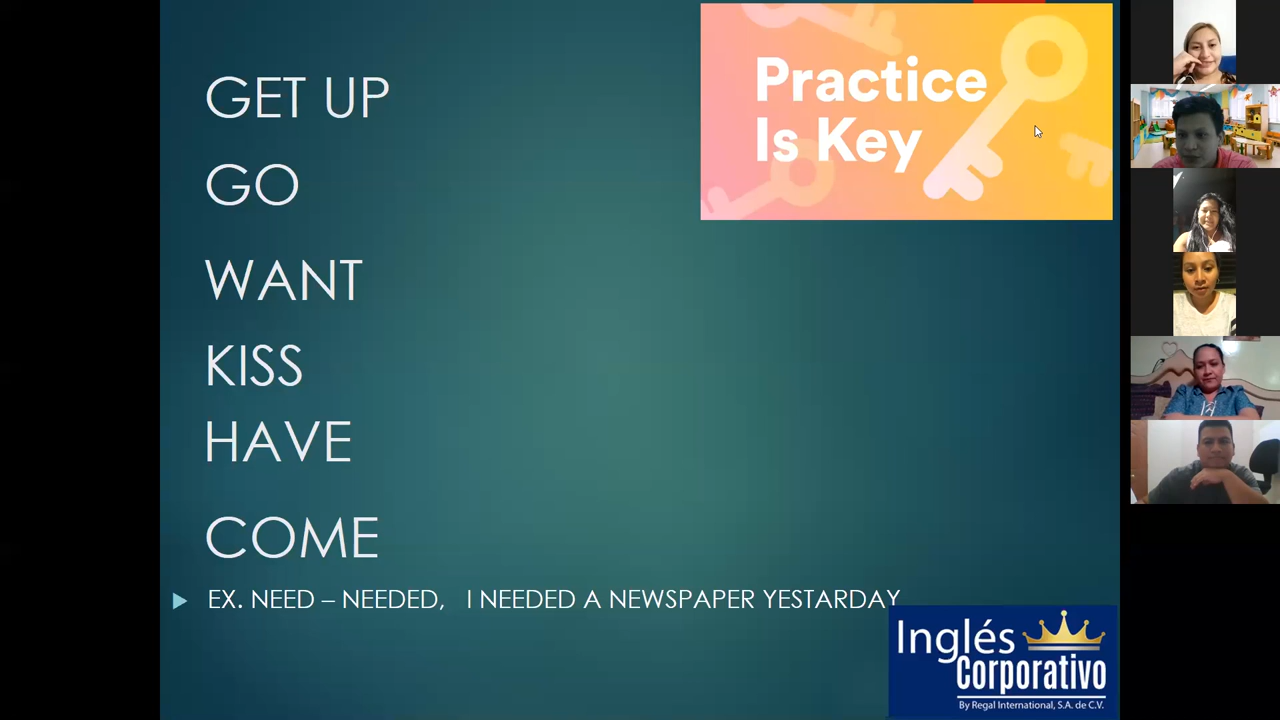 GET UP
GO
WANT
KISS
HAVE
COME
EX. NEED – NEEDED, I NEEDED A NEWSPAPER YESTARDAY
Practice
Is Key
Inglés
Corporativo
By Regal International, S.A. de C.V.